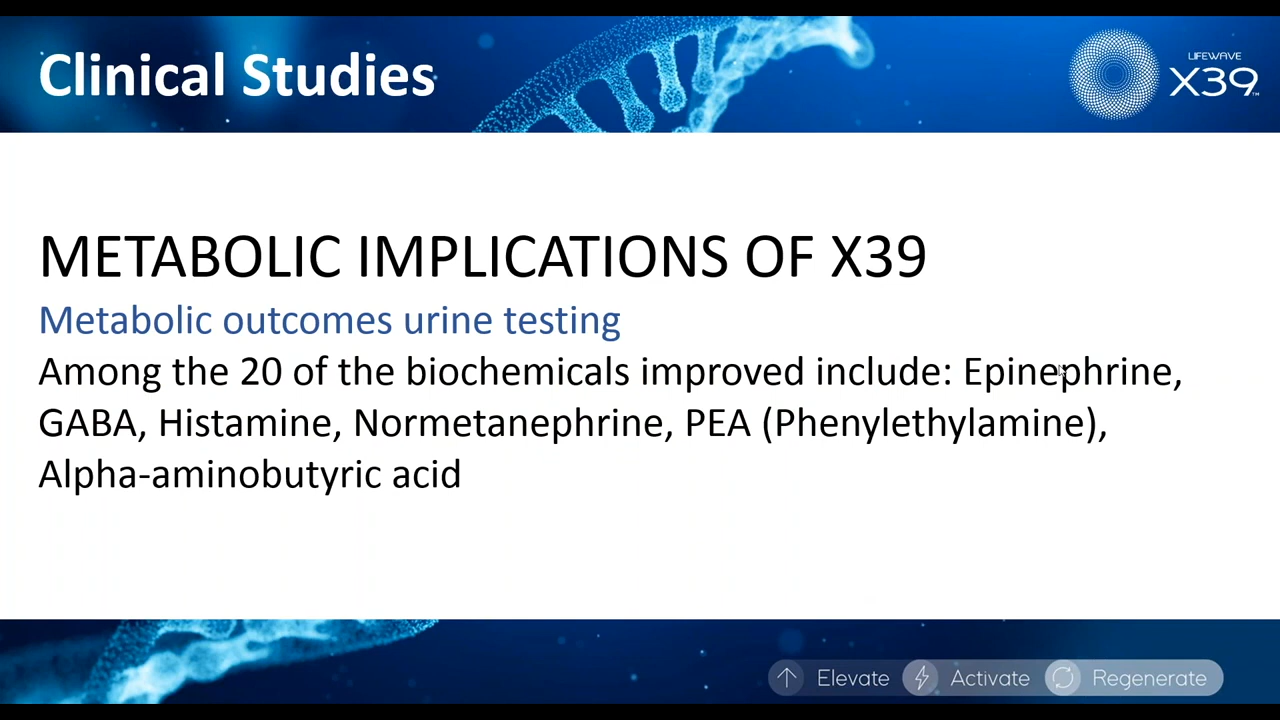 Clinical Studies
LIFEWAVE
X39™
METABOLIC IMPLICATIONS OF X39
Metabolic outcomes urine testing
Among the 20 of the biochemicals improved include: Epinephrine,
GABA, Histamine, Normetanephrine, PEA (Phenylethylamine),
Alpha-aminobutyric acid
Elevate Activate Regenerate